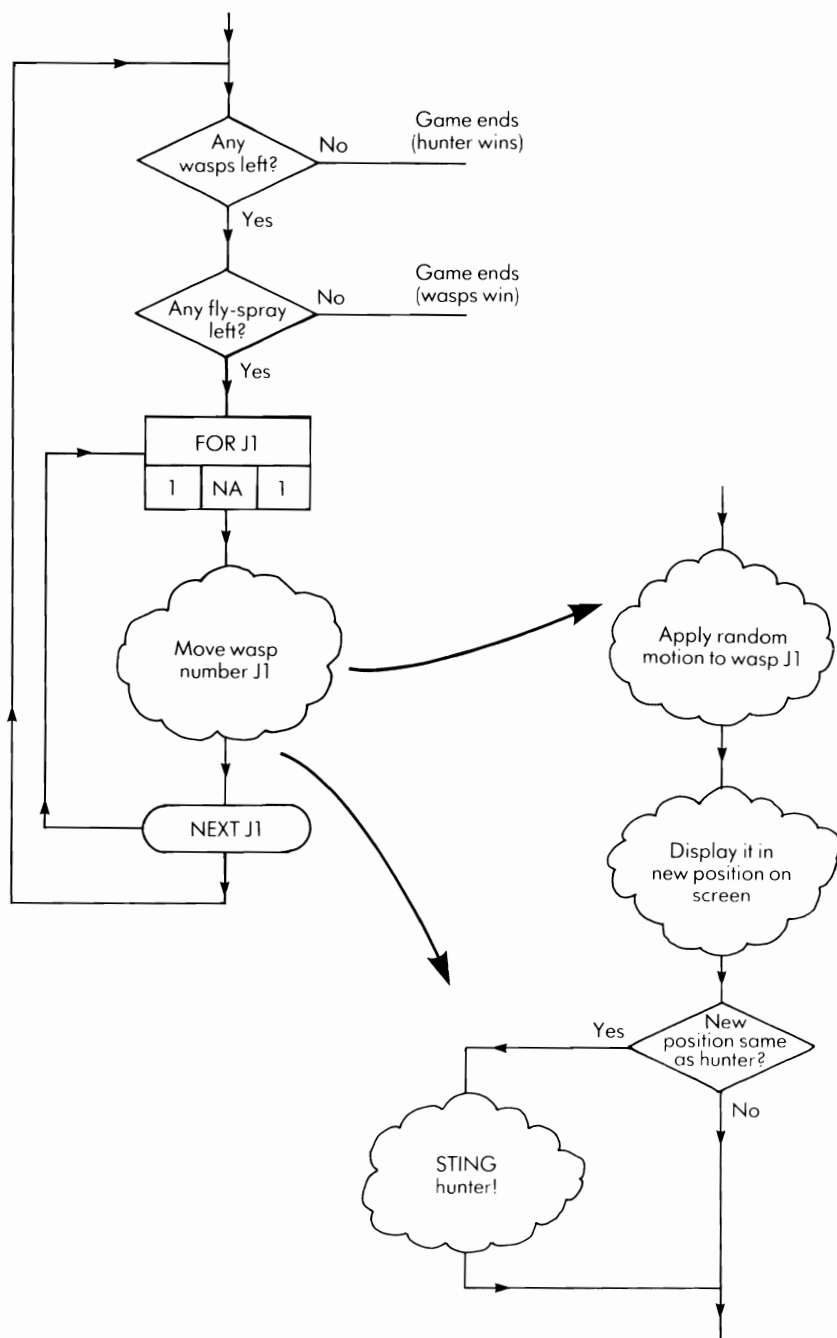 Any
wasps left?
No
Game ends
(hunter wins)
Yes
Any fly-spray
left?
No
Game ends
(wasps win)
Yes
FOR J1
1 NA 1
Move wasp
number J1
NEXT J1
Apply random
motion to wasp J1
Display it in
new position on
screen
New
position same
as hunter?
Yes
No
STING
hunter!